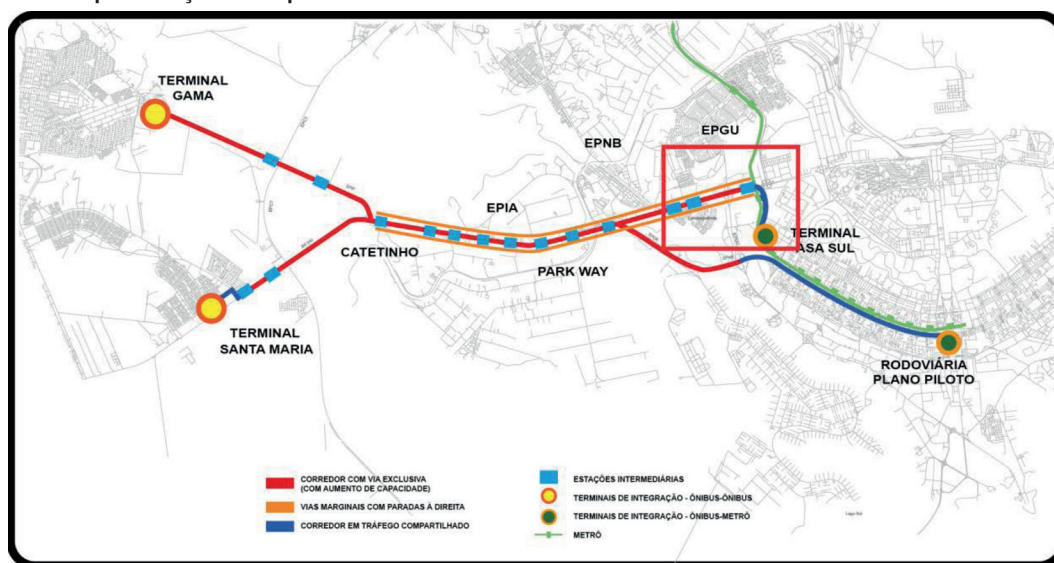 TERMINAL
GAMA
EPGU
EPNB
EPIA
CATETINHO
PARK WAY
TERMINAL
ASA SUL
TERMINAL
SANTA MARIA
RODOVIÁRIA
PLANO PILOTO
CORREDOR COM VIA EXCLUSIVA
(COM AUMENTO DE CAPACIDADE)
VIAS MARGINAIS COM PARADAS À DIREITA
CORREDOR EM TRÁFEGO COMPARTILHADO
ESTAÇÕES INTERMEDIÁRIAS
TERMINAIS DE INTEGRAÇÃO - ÔNIBUS-ÔNIBUS
TERMINAIS DE INTEGRAÇÃO - ÔNIBUS-METRÔ
METRÔ
Lago Sul